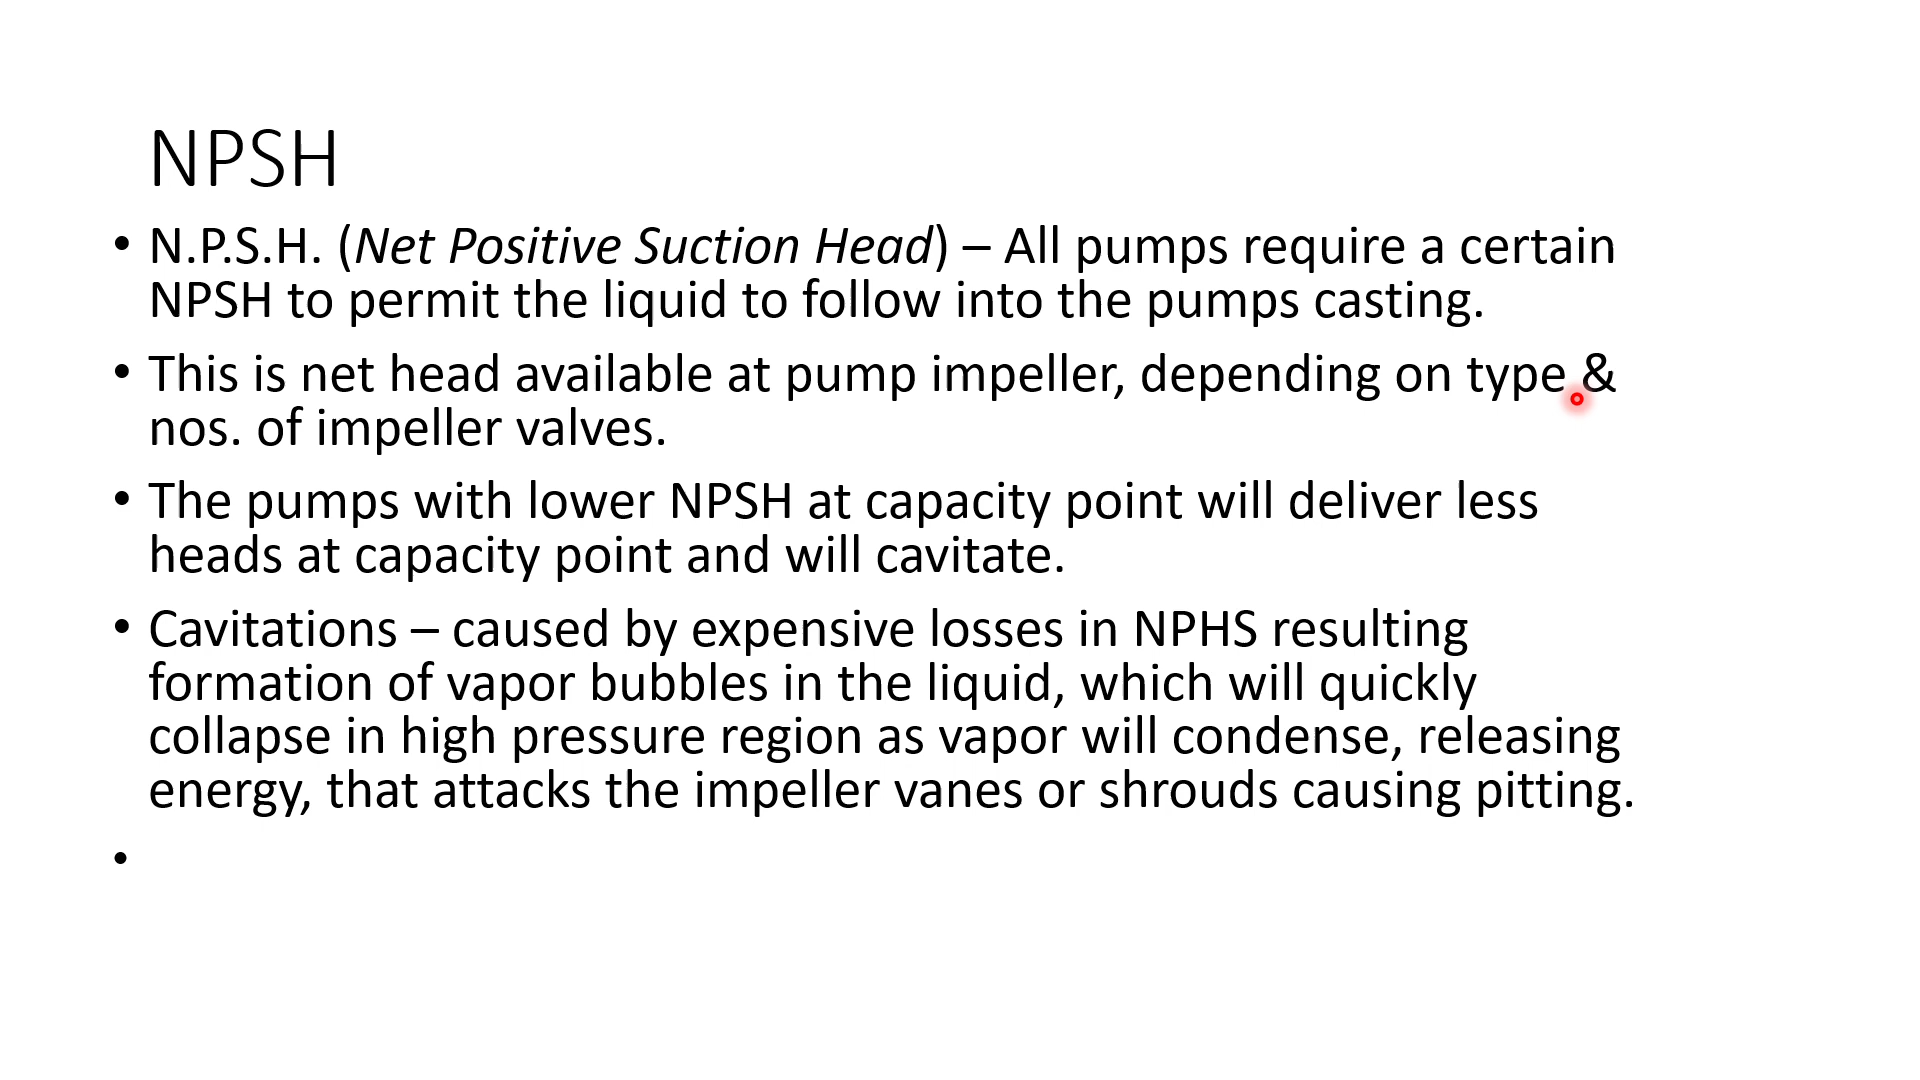 NPSH
• N.P.S.H. (Net Positive Suction Head) – All pumps require a certain
NPSH to permit the liquid to follow into the pumps casting.
• This is net head available at pump impeller, depending on type &
nos. of impeller valves.
• The pumps with lower NPSH at capacity point will deliver less
heads at capacity point and will cavitate.
• Cavitations – caused by expensive losses in NPHS resulting
formation of vapor bubbles in the liquid, which will quickly
collapse in high pressure region as vapor will condense, releasing
energy, that attacks the impeller vanes or shrouds causing pitting.
•